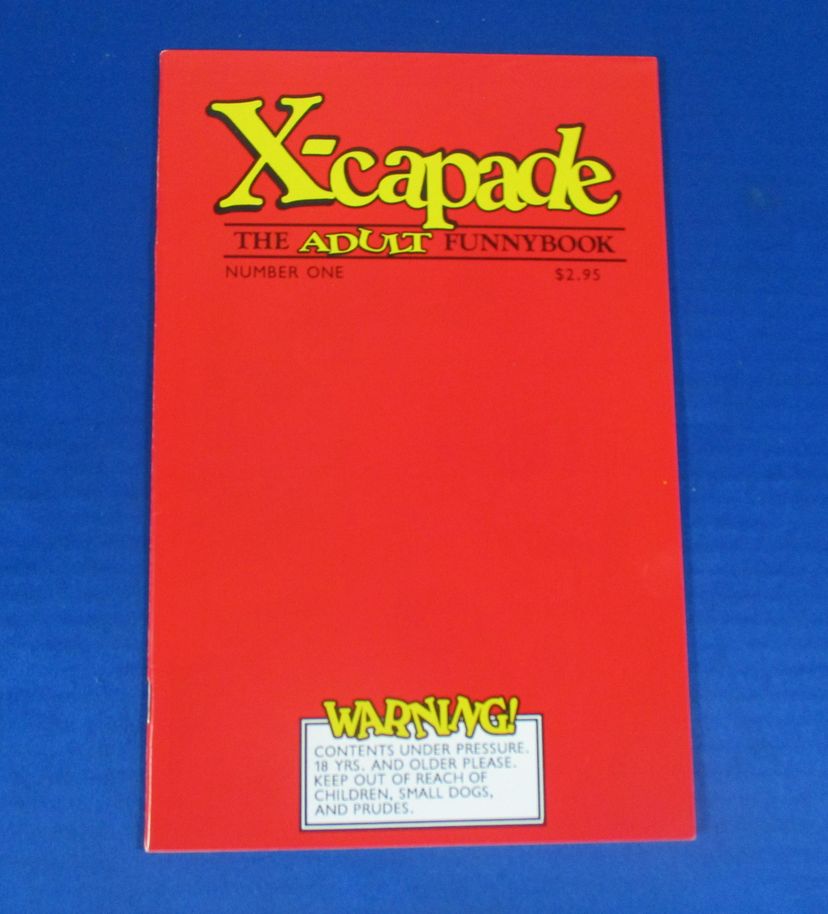 X-capade
THE ADULT FUNNYBOOK
NUMBER ONE $2.95
WARNING!
CONTENTS UNDER PRESSURE.
18 YRS. AND OLDER PLEASE.
KEEP OUT OF REACH OF
CHILDREN, SMALL DOGS,
AND PRUDES.